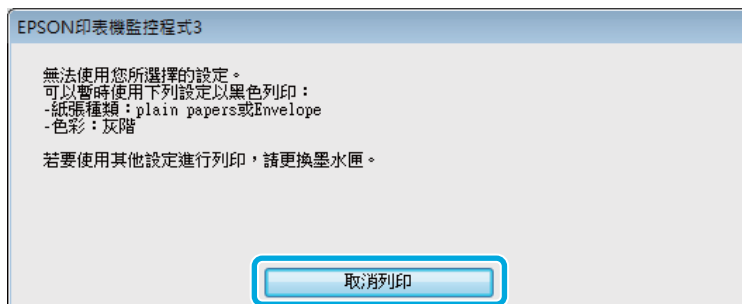 EPSON印表機監控程式3
無法使用您所選擇的設定。
可以暫時使用下列設定以黑色列印：
-紙張種類：plain papers或Envelope
-色彩：灰階
若要使用其他設定進行列印，請更換墨水匣。
取消列印